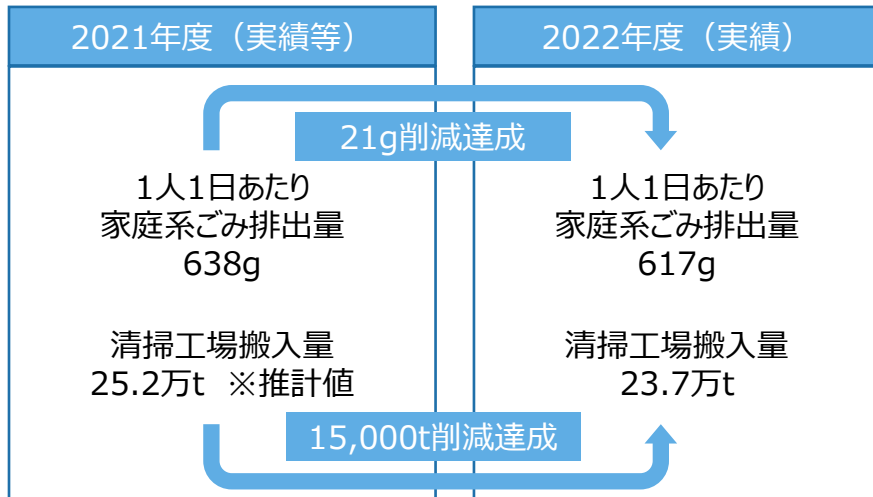 2021年度（実績等）
2022年度（実績）
21g削減達成
1人1日あたり
家庭系ごみ排出量
638g
清掃工場搬入量
25.2万t ※推計値
1人1日あたり
家庭系ごみ排出量
617g
清掃工場搬入量
23.7万t
15,000t削減達成